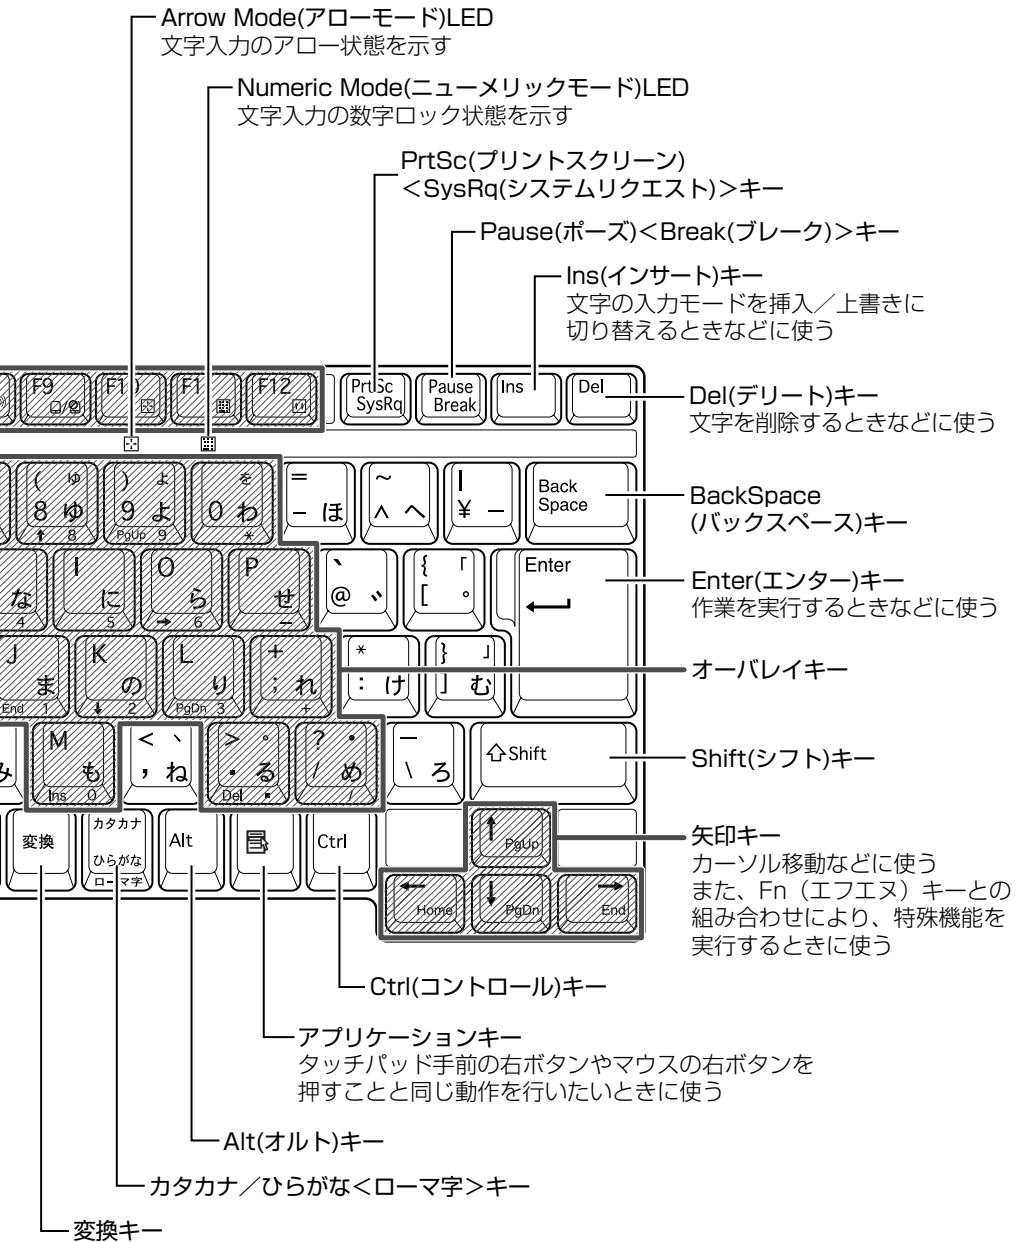 Arrow Mode(アローモード)LED
文字入力のアロー状態を示す
Numeric Mode(ニューメリックモード)LED
文字入力の数字ロック状態を示す
PrtSc(プリントスクリーン)
＜SysRq(システムリクエスト)＞キー
Pause(ポーズ)＜Break(ブレーク)＞キー
Ins(インサート)キー
文字の入力モードを挿入／上書きに
切り替えるときなどに使う
F9 F10 F11 F12 PrtSc Pause Ins Del
SysRq Break
Del(デリート)キー
文字を削除するときなどに使う
( ゅ ) ょ を = ~ | Back
8 ゆ 9 よ 0 わ - ほ ^ へ ¥ ー Space
↑ 8 PgUp 9 *
BackSpace
(バックスペース)キー
I O P ` { 「 Enter
な に ら せ @ ゛ [ ゜ ←
4 5 → 6 −
Enter(エンター)キー
作業を実行するときなどに使う
J K L + * } 」
ま の り ; れ : け ] む
End 1 ↓ 2 PgDn 3 +
オーバレイキー
M < 、 > 。 ? ・ _ ⇧Shift
み も , ね . る / め \ ろ
Ins 0 Del . /
Shift(シフト)キー
変換 カタカナ Alt Ctrl ↑ PgUp
ひらがな
ローマ字
← Home ↓ PgDn → End
矢印キー
カーソル移動などに使う
また、Fn（エフエヌ）キーとの
組み合わせにより、特殊機能を
実行するときに使う
Ctrl(コントロール)キー
アプリケーションキー
タッチパッド手前の右ボタンやマウスの右ボタンを
押すことと同じ動作を行いたいときに使う
Alt(オルト)キー
カタカナ／ひらがな＜ローマ字＞キー
変換キー